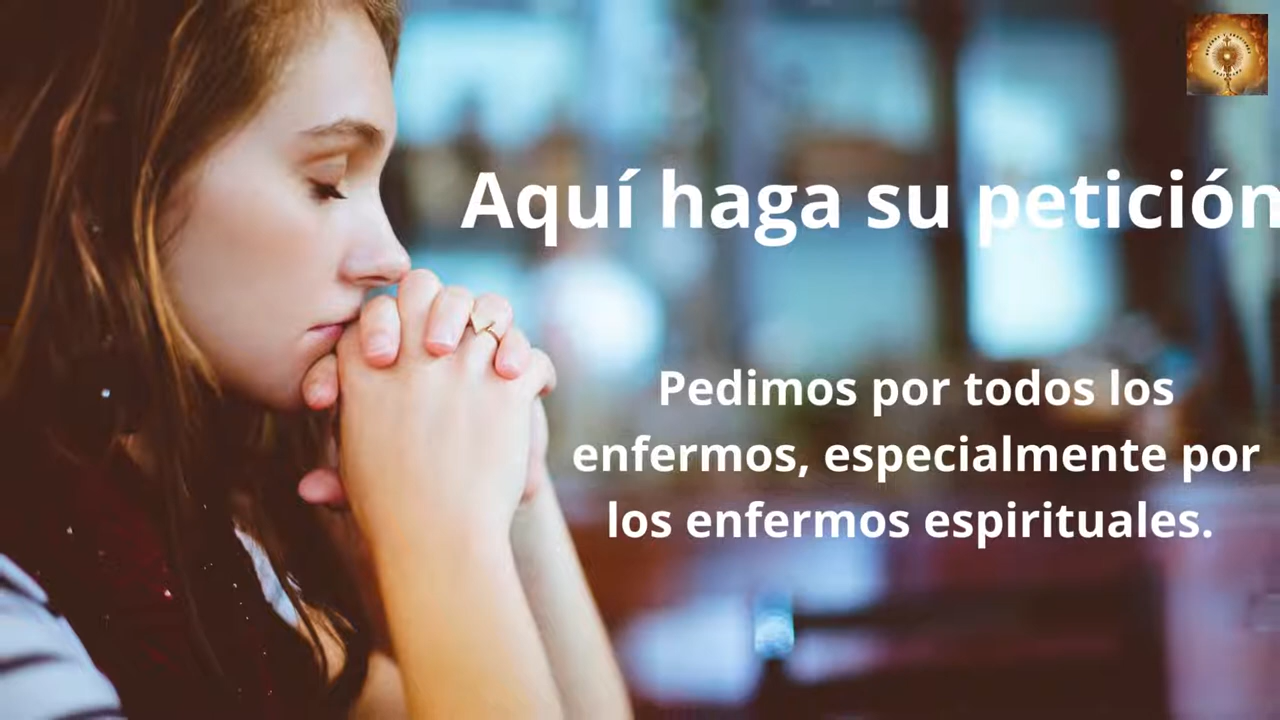 Aquí haga su petición
Pedimos por todos los
enfermos, especialmente por
los enfermos espirituales.